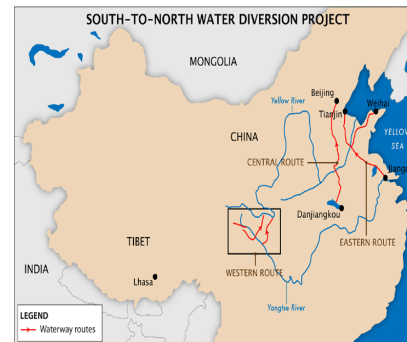 SOUTH-TO-NORTH WATER DIVERSION PROJECT
MONGOLIA
Beijing
Yellow River
Tianjin
Weihai
CHINA
YELLOW
SEA
CENTRAL ROUTE
Danjiangkou
EASTERN ROUTE
TIBET
INDIA
WESTERN ROUTE
Lhasa
Yangtse River
LEGEND
Waterway routes